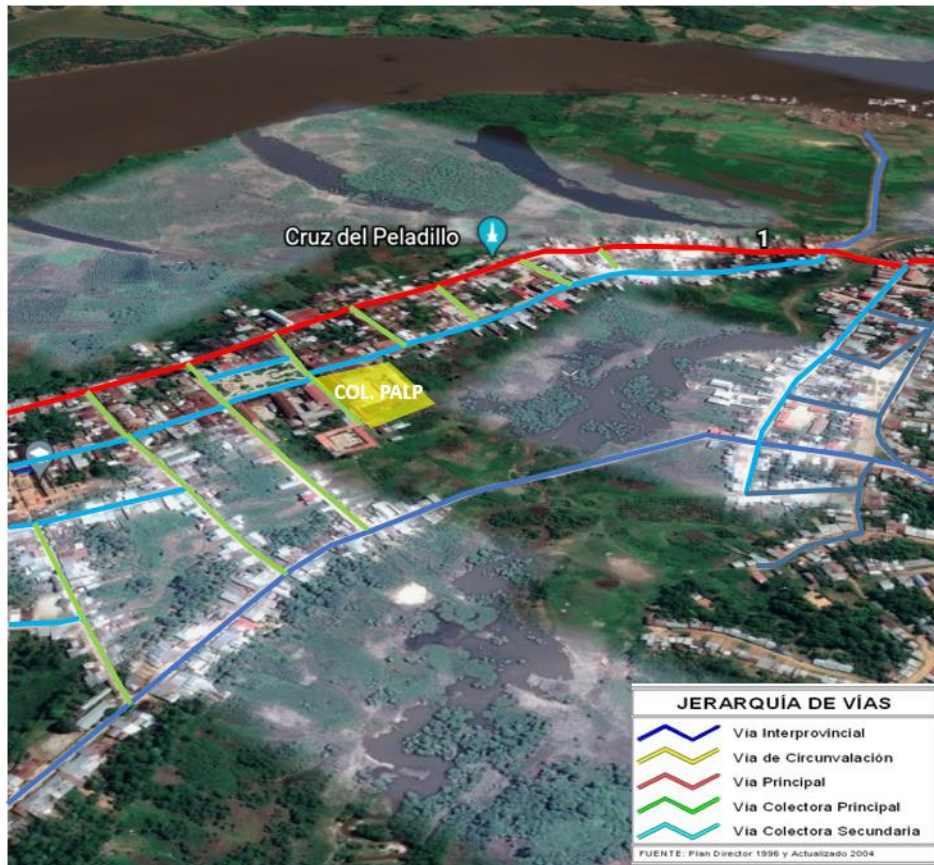 1
Cruz del Peladillo
COL. PALP
JERARQUÍA DE VÍAS
Vía Interprovincial
Vía de Circunvalación
Vía Principal
Vía Colectora Principal
Vía Colectora Secundaria
FUENTE: Plan Director 1996 y Actualizado 2004